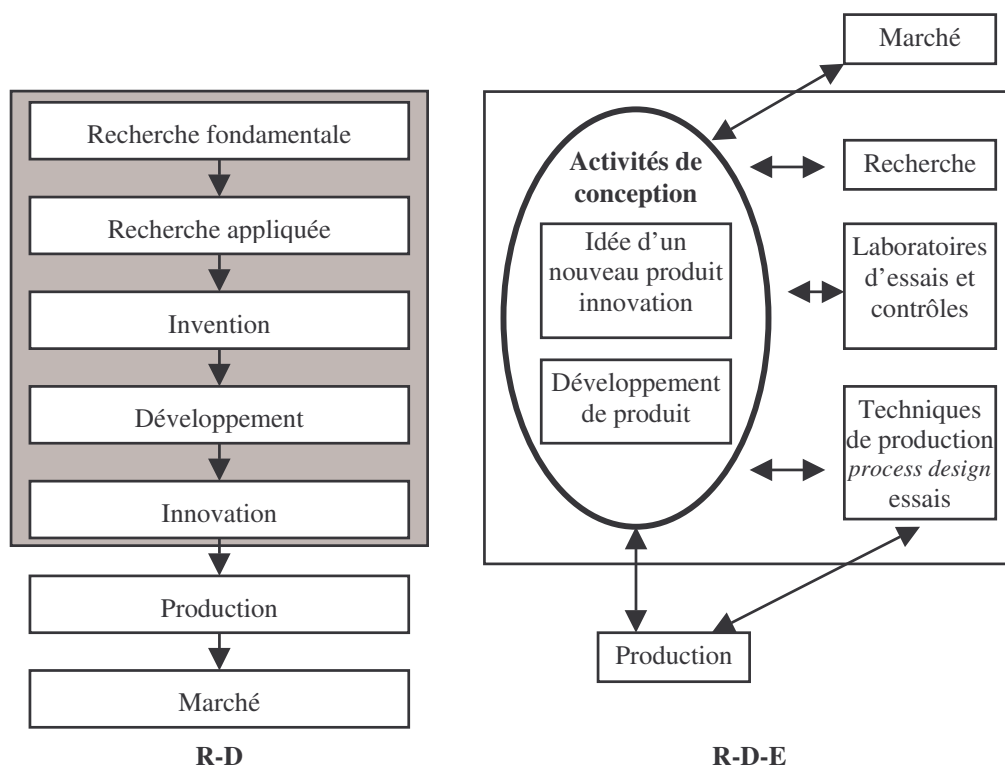 Recherche fondamentale
Recherche appliquée
Invention
Développement
Innovation
Production
Marché
R-D
Marché
Activités de
conception
Idée d’un
nouveau produit
innovation
Développement
de produit
Recherche
Laboratoires
d’essais et
contrôles
Techniques
de production
process design
essais
Production
R-D-E